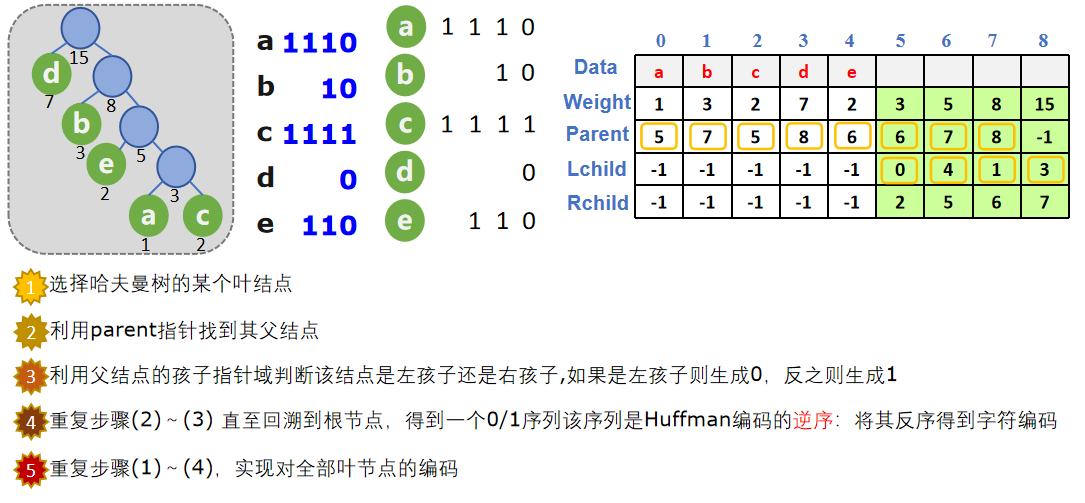 15
d
7
8
b
3
5
e
2
3
a
1
c
2
a 1110
b 10
c 1111
d 0
e 110
a 1 1 1 0
b 1 0
c 1 1 1 1
d 0
e 1 1 0
0 1 2 3 4 5 6 7 8
Data a b c d e
Weight 1 3 2 7 2 3 5 8 15
Parent 5 7 5 8 6 6 7 8 -1
Lchild -1 -1 -1 -1 -1 0 4 1 3
Rchild -1 -1 -1 -1 -1 2 5 6 7
1 选择哈夫曼树的某个叶结点
2 利用parent指针找到其父结点
3 利用父结点的孩子指针域判断该结点是左孩子还是右孩子,如果是左孩子则生成0，反之则生成1
4 重复步骤(2)～(3) 直至回溯到根节点，得到一个0/1序列该序列是Huffman编码的逆序：将其反序得到字符编码
5 重复步骤(1)～(4)，实现对全部叶节点的编码